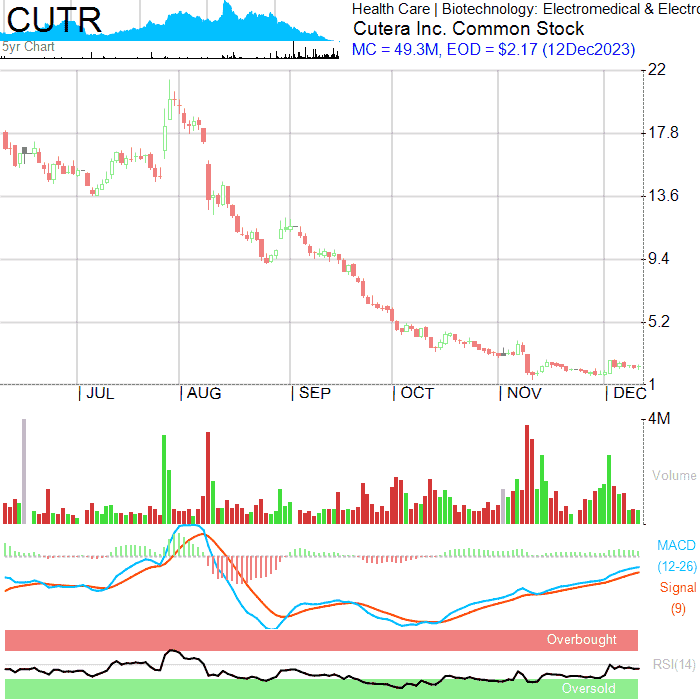 CUTR
5yr Chart
Health Care | Biotechnology: Electromedical & Electro
Cutera Inc. Common Stock
MC = 49.3M, EOD = $2.17 (12Dec2023)
22
17.8
13.6
9.4
5.2
1
JUL AUG SEP OCT NOV DEC
4M
Volume
MACD
(12-26)
Signal
(9)
Overbought
RSI(14)
Oversold